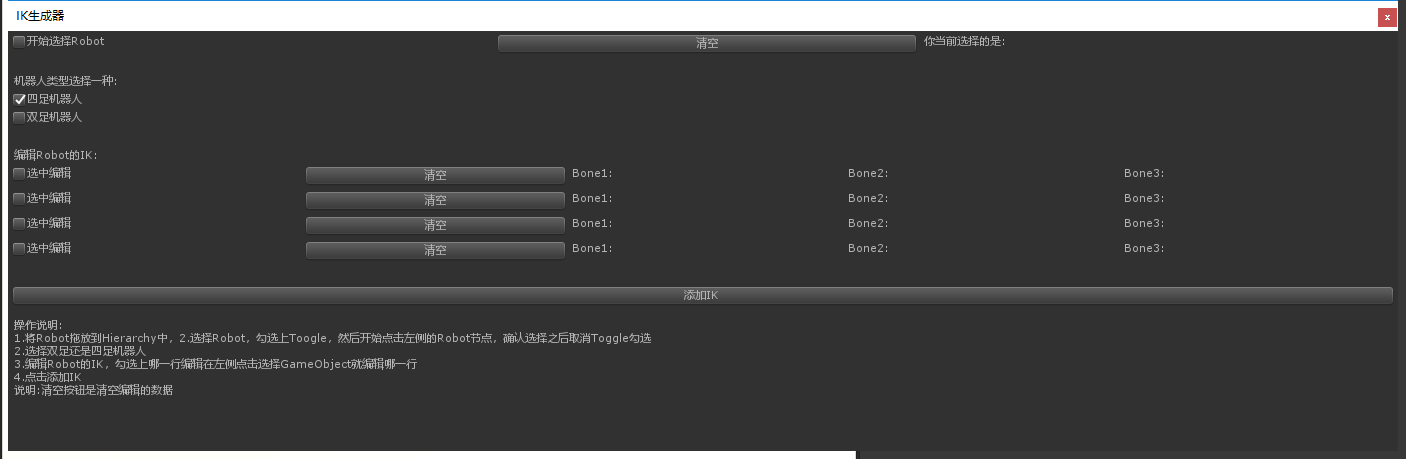 IK生成器
x
开始选择Robot 清空 你当前选择的是:
机器人类型选择一种:
四足机器人
双足机器人
编辑Robot的IK:
选中编辑 清空 Bone1: Bone2: Bone3:
选中编辑 清空 Bone1: Bone2: Bone3:
选中编辑 清空 Bone1: Bone2: Bone3:
选中编辑 清空 Bone1: Bone2: Bone3:
添加IK
操作说明:
1.将Robot拖放到Hierarchy中，2.选择Robot，勾选上Toogle，然后开始点击左侧的Robot节点，确认选择之后取消Toggle勾选
2.选择双足还是四足机器人
3.编辑Robot的IK，勾选上哪一行编辑在左侧点击选择GameObject就编辑哪一行
4.点击添加IK
说明:清空按钮是清空编辑的数据